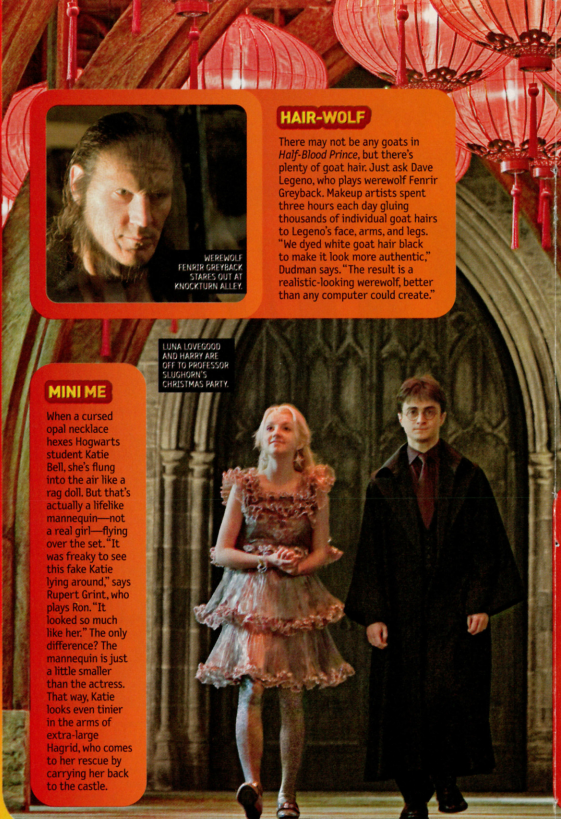 HAIR-WOLF
There may not be any goats in
Half-Blood Prince, but there's
plenty of goat hair. Just ask Dave
Legeno, who plays werewolf Fenrir
Greyback. Makeup artists spent
three hours each day gluing
thousands of individual goat hairs
to Legeno's face, arms, and legs.
"We dyed white goat hair black
to make it look more authentic,"
Dudman says. "The result is a
realistic-looking werewolf, better
than any computer could create."
WEREWOLF
FENRIR GREYBACK
STARES OUT AT
KNOCKTURN ALLEY.
LUNA LOVEGOOD
AND HARRY ARE
OFF TO PROFESSOR
SLUGHORN'S
CHRISTMAS PARTY.
MINI ME
When a cursed
opal necklace
hexes Hogwarts
student Katie
Bell, she's flung
into the air like a
rag doll. But that's
actually a lifelike
mannequin—not
a real girl—flying
over the set. "It
was freaky to see
this fake Katie
lying around," says
Rupert Grint, who
plays Ron. "It
looked so much
like her." The only
difference? The
mannequin is just
a little smaller
than the actress.
That way, Katie
looks even tinier
in the arms of
extra-large
Hagrid, who comes
to her rescue by
carrying her back
to the castle.